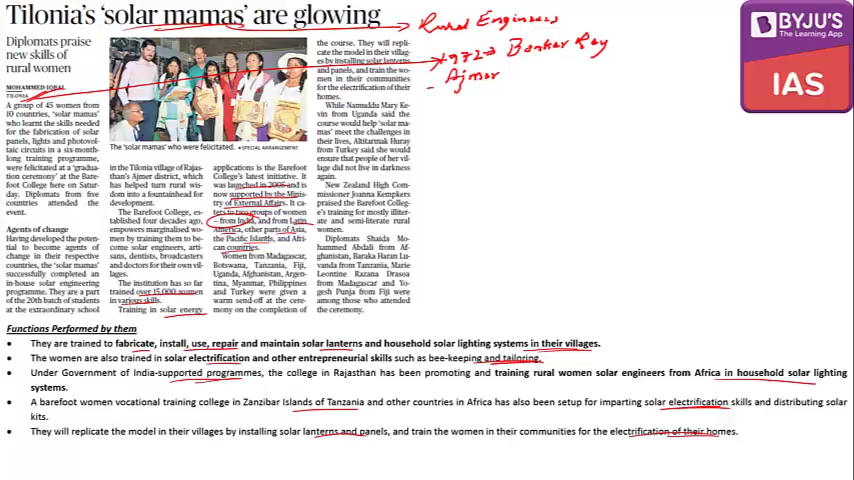 Tilonia's 'solar mamas' are glowing
Rural Engineers
1972 Bonker Roy
Ajmer
Diplomats praise
new skills of
rural women
MOHAMMED IQBAL
TILONIA
A group of 45 women from
10 countries, 'solar mamas'
who learnt the skills needed
for the fabrication of solar
panels, lights and photovol-
taic circuits in a six-month-
long training programme,
were felicitated at a 'gradua-
tion ceremony' at the Bare-
foot College here on Satur-
day. Diplomats from five
countries attended the
event.
Agents of change
Having developed the poten-
tial to become agents of
change in their respective
countries, the 'solar mamas'
successfully completed an
in-house solar engineering
programme. They are a part
of the 20th batch of students
at the extraordinary school
The 'solar mamas' who were felicitated. • SPECIAL ARRANGEMENT
in the Tilonia village of Rajas-
than's Ajmer district, which
has helped turn rural wis-
dom into a fountainhead for
development.
The Barefoot College, es-
tablished four decades ago,
empowers marginalised wo-
men by training them to be-
come solar engineers, arti-
sans, dentists, broadcasters
and doctors for their own vil-
lages.
The institution has so far
trained over 15,000 women
in various skills.
Training in solar energy
applications is the Barefoot
College's latest initiative. It
was launched in 2008 and is
now supported by the Minis-
try of External Affairs. It ca-
ters to two groups of women
– from India, and from Latin
America, other parts of Asia,
the Pacific Islands, and Afri-
can countries.
Women from Madagascar,
Botswana, Tanzania, Fiji,
Uganda, Afghanistan, Argen-
tina, Myanmar, Philippines
and Turkey were given a
warm send-off at the cere-
mony on the completion of
the course. They will repli-
cate the model in their villag-
es by installing solar lanterns
and panels, and train the wo-
men in their communities
for the electrification of their
homes.
While Namuddu Mary Ke-
vin from Uganda said the
course would help 'solar ma-
mas' meet the challenges in
their lives, Altitarmak Huray
from Turkey said she would
ensure that people of her vil-
lage did not live in darkness
again.
New Zealand High Com-
missioner Joanna Kempkers
praised the Barefoot Colleg-
e's training for mostly illiter-
ate and semi-literate rural
women.
Diplomats Shaida Mo-
hammed Abdali from Af-
ghanistan, Baraka Haran Lu-
vanda from Tanzania, Marie
Leontine Razana Drasoa
from Madagascar and Yo-
gesh Punja from Fiji were
among those who attended
the ceremony.
BYJU'S
The Learning App
IAS
Functions Performed by them
• They are trained to fabricate, install, use, repair and maintain solar lanterns and household solar lighting systems in their villages.
• The women are also trained in solar electrification and other entrepreneurial skills such as bee-keeping and tailoring.
• Under Government of India-supported programmes, the college in Rajasthan has been promoting and training rural women solar engineers from Africa in household solar lighting
systems.
• A barefoot women vocational training college in Zanzibar Islands of Tanzania and other countries in Africa has also been setup for imparting solar electrification skills and distributing solar
kits.
• They will replicate the model in their villages by installing solar lanterns and panels, and train the women in their communities for the electrification of their homes.